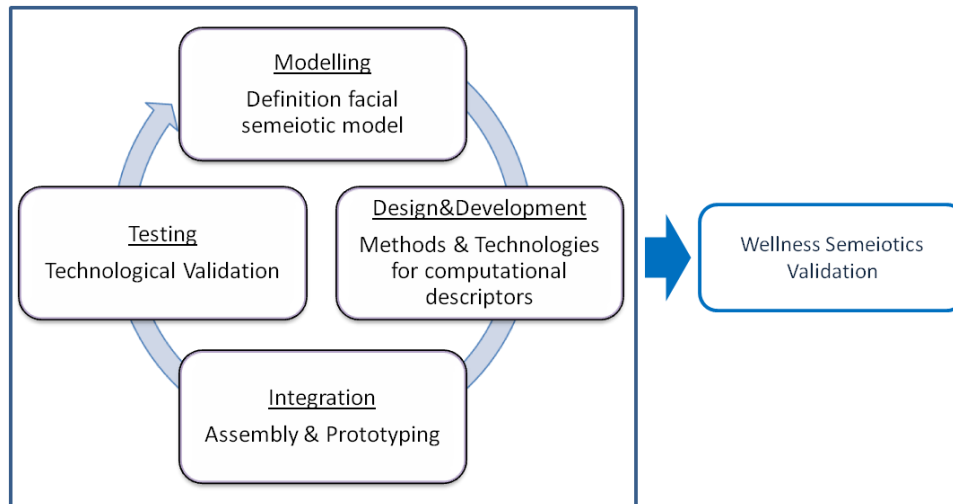 Modelling
Definition facial
semeiotic model
Design&Development
Methods & Technologies
for computational
descriptors
Integration
Assembly & Prototyping
Testing
Technological Validation
Wellness Semeiotics
Validation